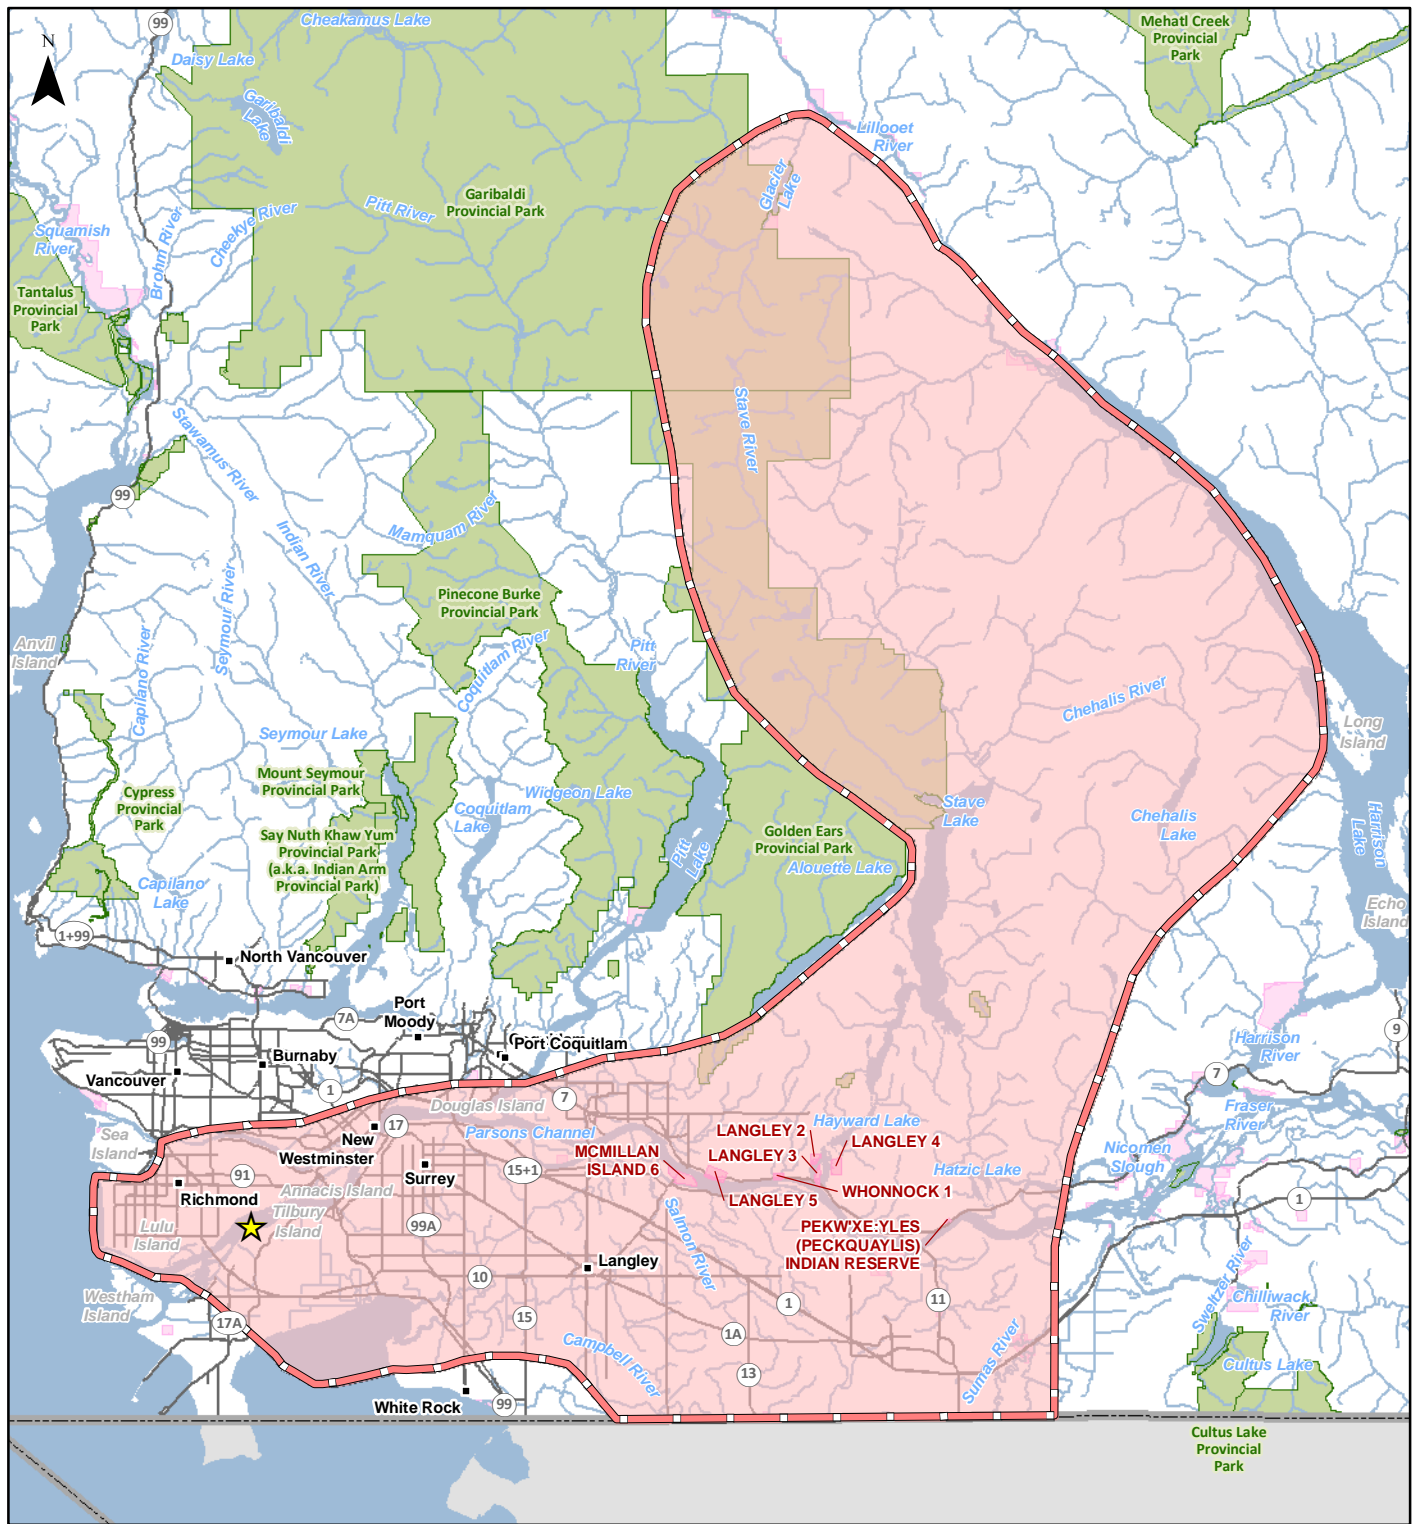 Cheakamus Lake
99
Mehatl Creek
Provincial
Park
N
Daisy Lake
Garibaldi
Lake
Lillooet
River
Glacier
Lake
Garibaldi
Provincial Park
Pitt River
Squamish
River
Brohm River
Cheekye River
Tantalus
Provincial
Park
Stave River
Stawamus River
99
Mamquam River
Indian River
Seymour River
Pinecone Burke
Provincial Park
Anvil
Island
Capilano River
Coquitlam River
Pitt
River
Chehalis River
Long
Island
Seymour Lake
Mount Seymour
Provincial Park
Cypress
Provincial
Park
Coquitlam
Lake
Widgeon Lake
Stave
Lake
Chehalis
Lake
Harrison
Lake
Say Nuth Khaw Yum
Provincial Park
(a.k.a. Indian Arm
Provincial Park)
Golden Ears
Provincial Park
Pitt
Lake
Alouette Lake
Capilano
Lake
Echo
Island
1+99
North Vancouver
Port
Moody
7A
99
Port Coquitlam
9
Harrison
River
Burnaby
Vancouver
1
7
7
Douglas Island
Fraser
River
Sea
Island
17
Parsons Channel
Hayward Lake
New
Westminster
LANGLEY 2
LANGLEY 4
LANGLEY 3
MCMILLAN
ISLAND 6
Nicomen
Slough
91
15+1
Hatzic Lake
Surrey
Richmond
Annacis Island
LANGLEY 5
WHONNOCK 1
1
Tilbury
Island
Lulu
Island
99A
Salmon River
PEKW'XE:YLES
(PECKQUAYLIS)
INDIAN RESERVE
Langley
10
Westham
Island
Sweltzer River
Chilliwack
River
1
11
17A
15
1A
Campbell River
Sumas River
13
Cultus Lake
White Rock
99
Cultus Lake
Provincial
Park